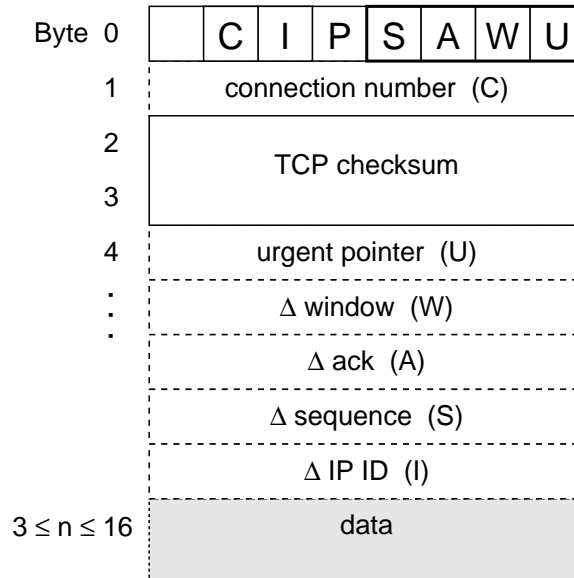 Byte 0 C I P S A W U
1 connection number (C)
2
TCP checksum
3
4 urgent pointer (U)
Δ window (W)
Δ ack (A)
Δ sequence (S)
Δ IP ID (I)
3 ≤ n ≤ 16 data